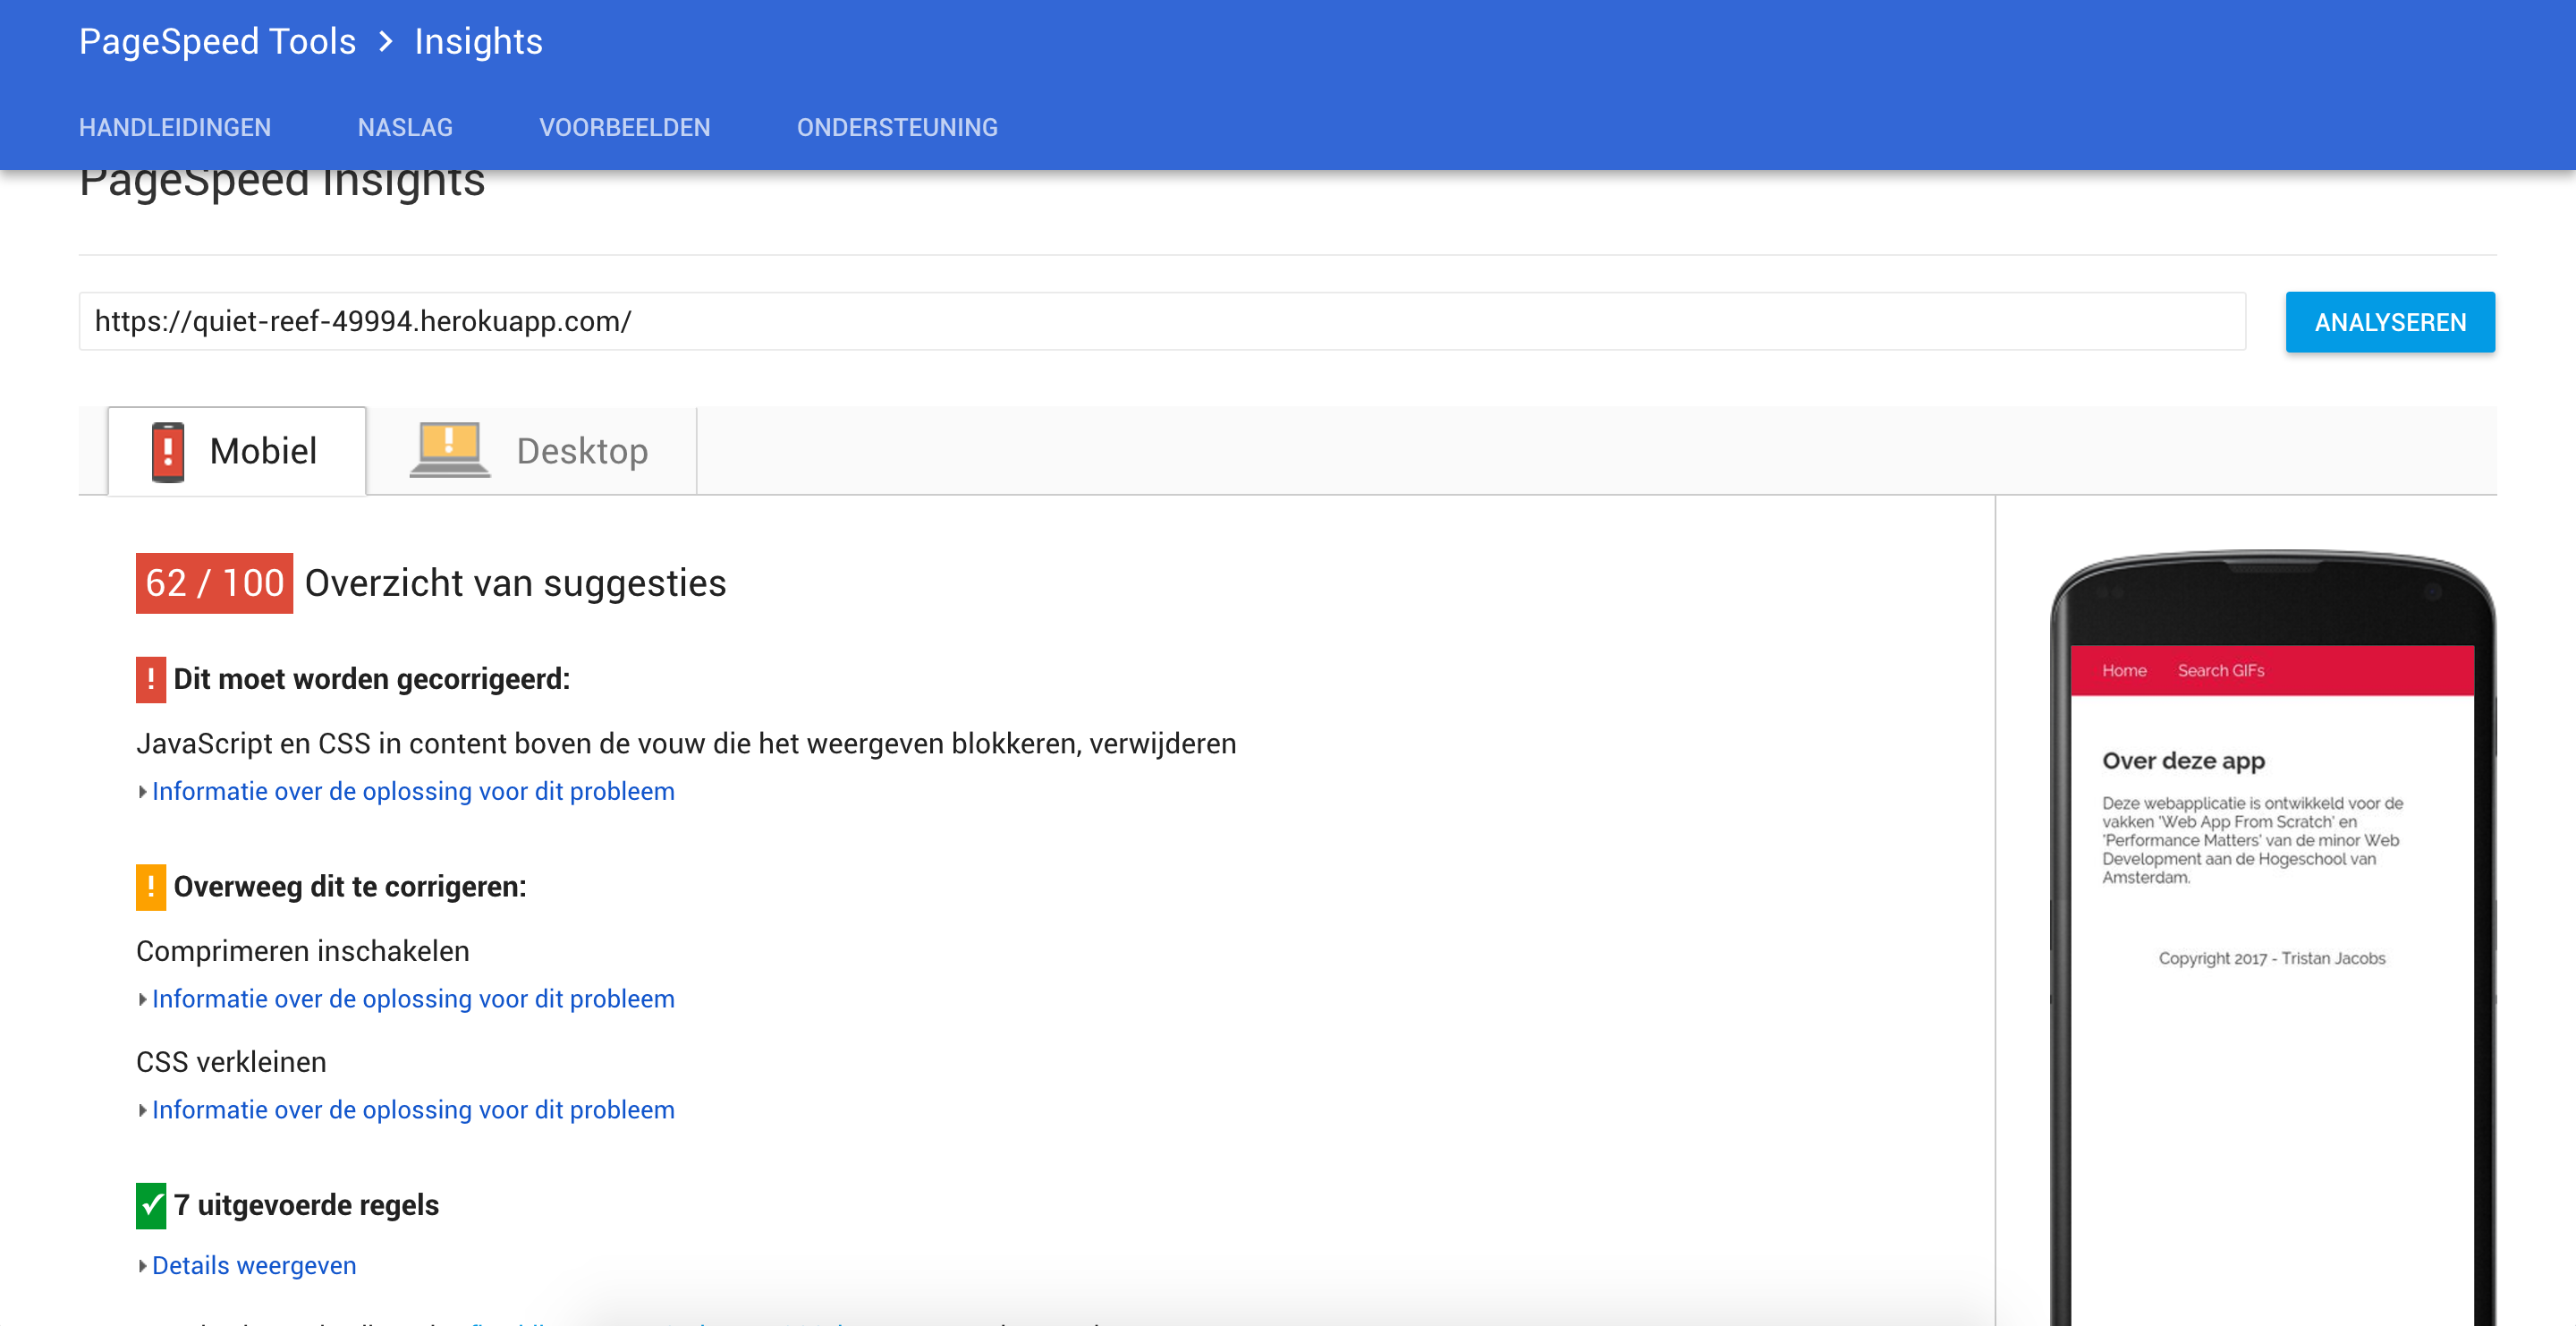 PageSpeed Tools > Insights
HANDLEIDINGEN NASLAG VOORBEELDEN ONDERSTEUNING
PageSpeed Insights
https://quiet-reef-49994.herokuapp.com/
ANALYSEREN
Mobiel Desktop
62 / 100 Overzicht van suggesties
! Dit moet worden gecorrigeerd:
JavaScript en CSS in content boven de vouw die het weergeven blokkeren, verwijderen
Informatie over de oplossing voor dit probleem
! Overweeg dit te corrigeren:
Comprimeren inschakelen
Informatie over de oplossing voor dit probleem
CSS verkleinen
Informatie over de oplossing voor dit probleem
7 uitgevoerde regels
Details weergeven
Home Search GIFs
Over deze app
Deze webapplicatie is ontwikkeld voor de
vakken 'Web App From Scratch' en
'Performance Matters' van de minor Web
Development aan de Hogeschool van
Amsterdam.
Copyright 2017 - Tristan Jacobs